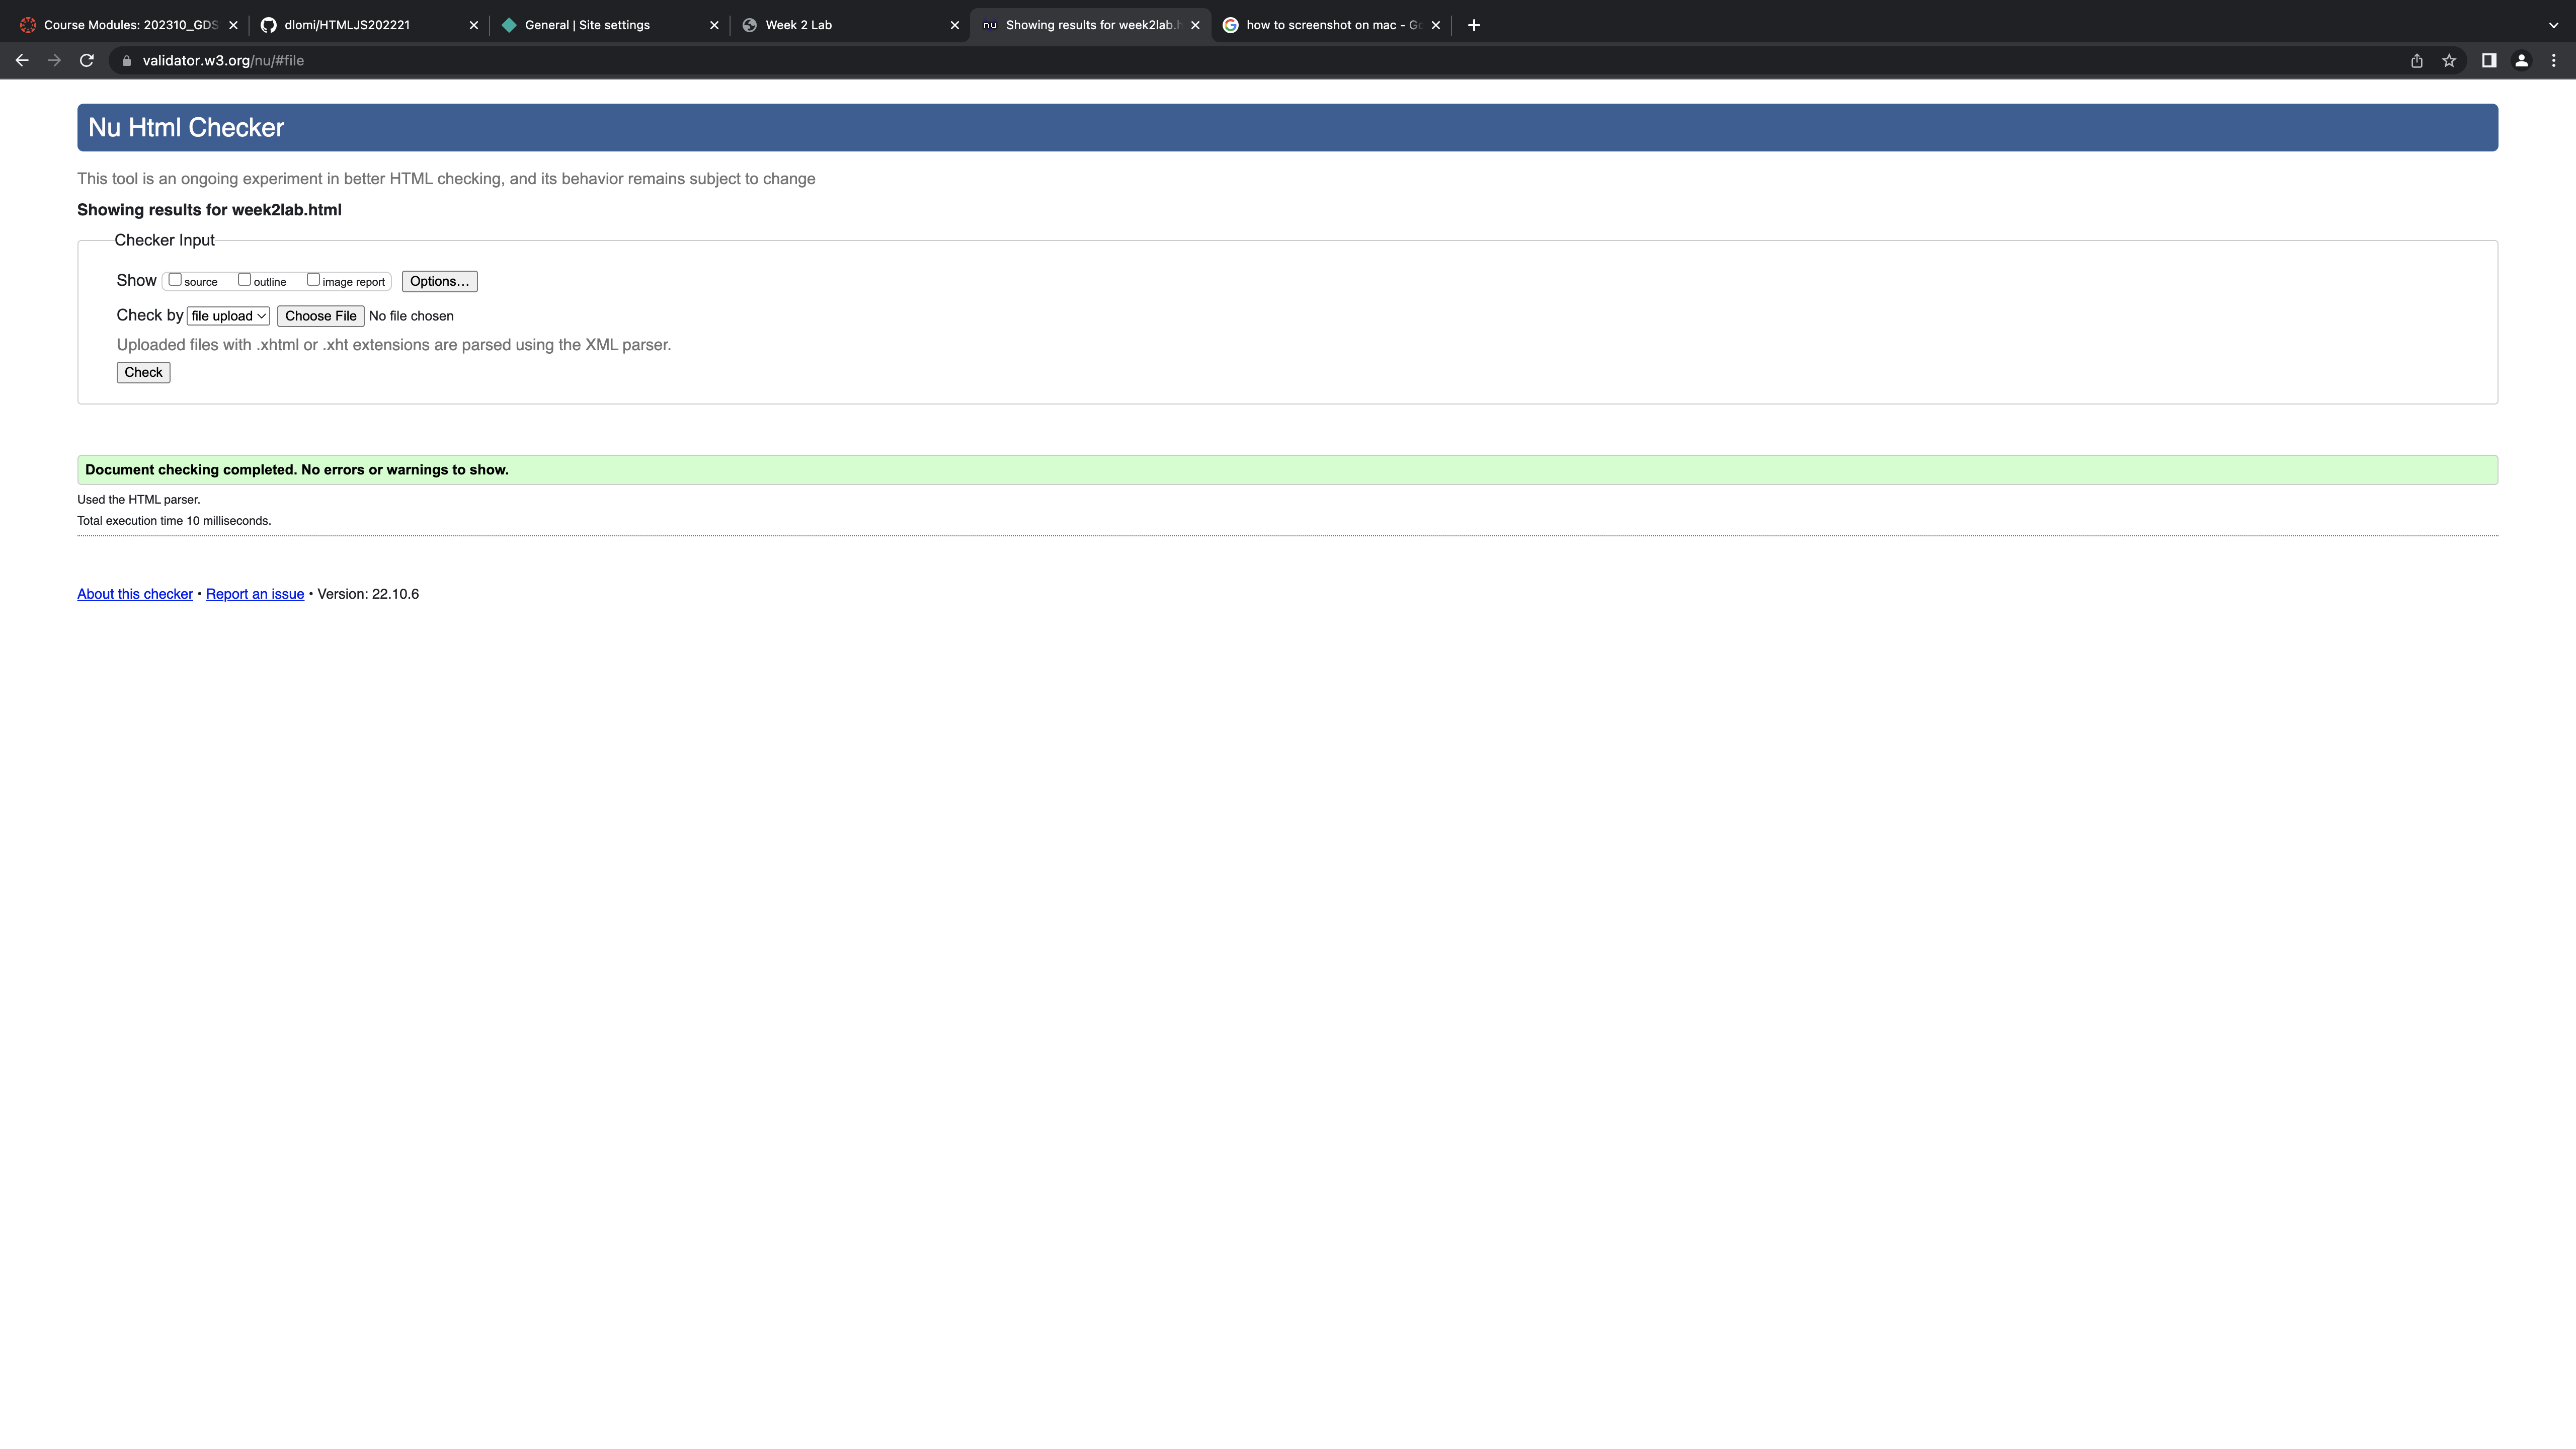 Course Modules: 202310_GDS
dlomi/HTMLJS202221
General | Site settings
Week 2 Lab
nu Showing results for week2lab.h
how to screenshot on mac - Go
validator.w3.org/nu/#file
Nu Html Checker
This tool is an ongoing experiment in better HTML checking, and its behavior remains subject to change
Showing results for week2lab.html
Checker Input
Show source outline image report Options...
Check by file upload Choose File No file chosen
Uploaded files with .xhtml or .xht extensions are parsed using the XML parser.
Check
Document checking completed. No errors or warnings to show.
Used the HTML parser.
Total execution time 10 milliseconds.
About this checker • Report an issue • Version: 22.10.6